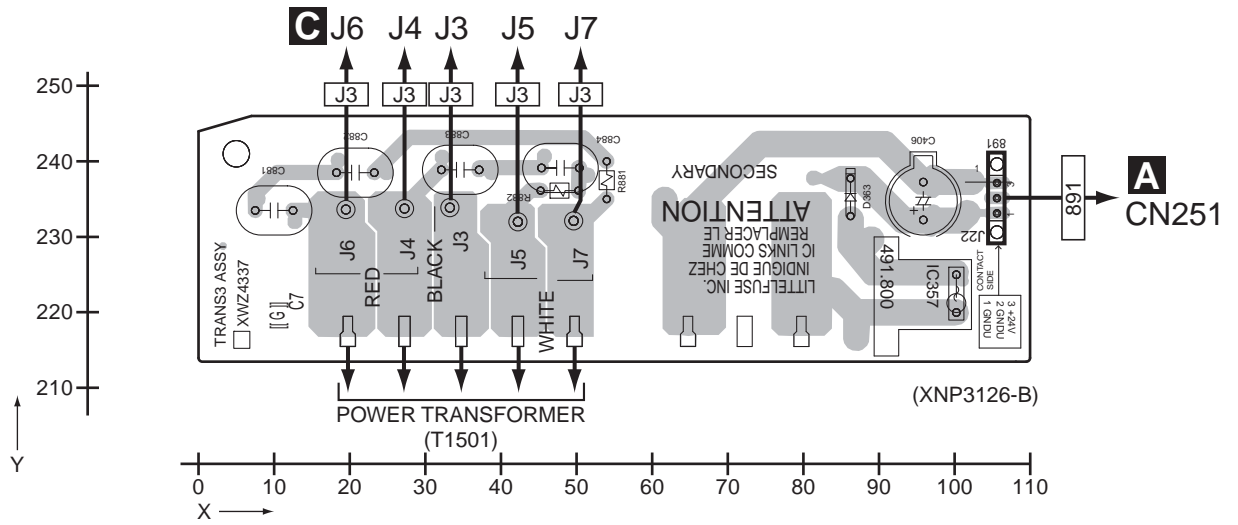 C J6 J4 J3 J5 J7
J3 J3 J3 J3 J3
250
240
230
220
210
Y
C881
C882
C883
C884
R882
R881
SECONDARY
ATTENTION
REMPLACER LE
IC LINKS COMME
INDIGUE DE CHEZ
LITTELFUSE INC.
D363
C406
+
891
1
3
J22
CONTACT
SIDE
3 +24V
2 GNDU
1 GNDU
491.800
IC357
891
A
CN251
TRANS3 ASSY
XWZ4337
[[G]]
C7
J6
RED
J4
BLACK
J3
J5
WHITE
J7
(XNP3126-B)
POWER TRANSFORMER
(T1501)
0 10 20 30 40 50 60 70 80 90 100 110
X